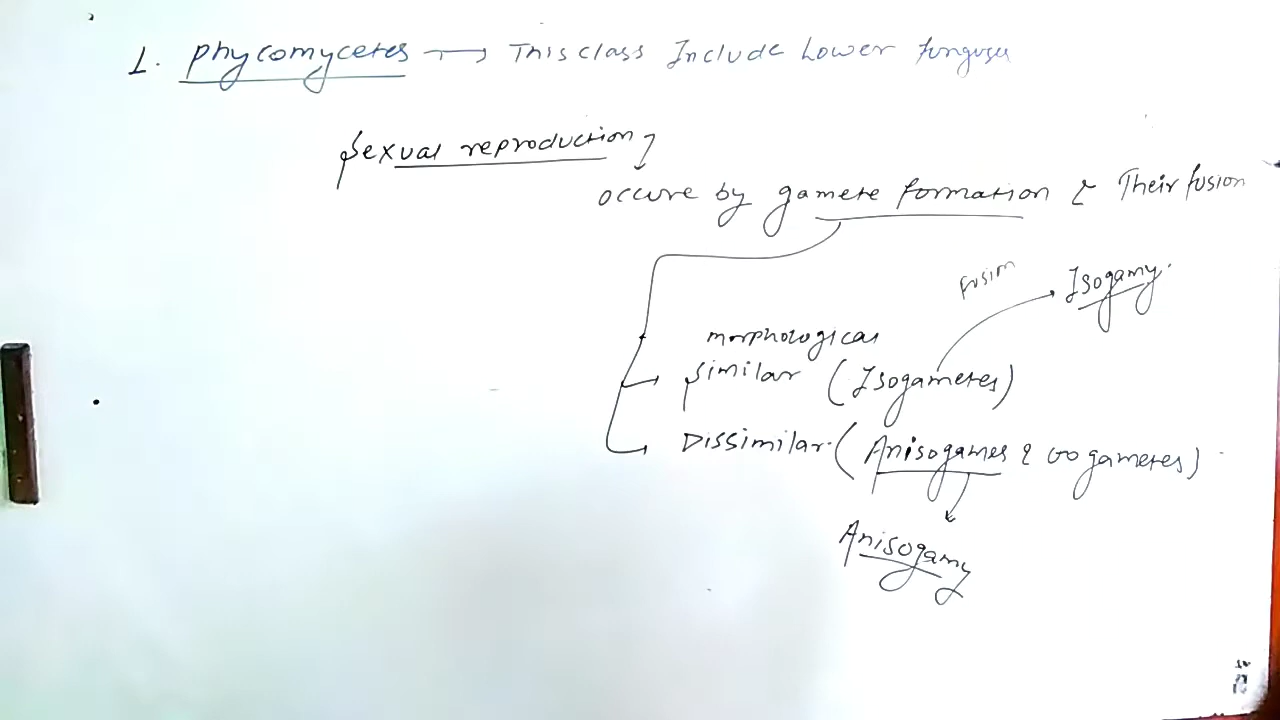 1. Phycomycetes → This class Include Lower funguses
Sexual reproduction
occure by gamete formation & Their fusion
fusion
Isogamy.
morphological
similar (Isogametes)
Dissimilar. (Anisogames & oogametes)
Anisogamy